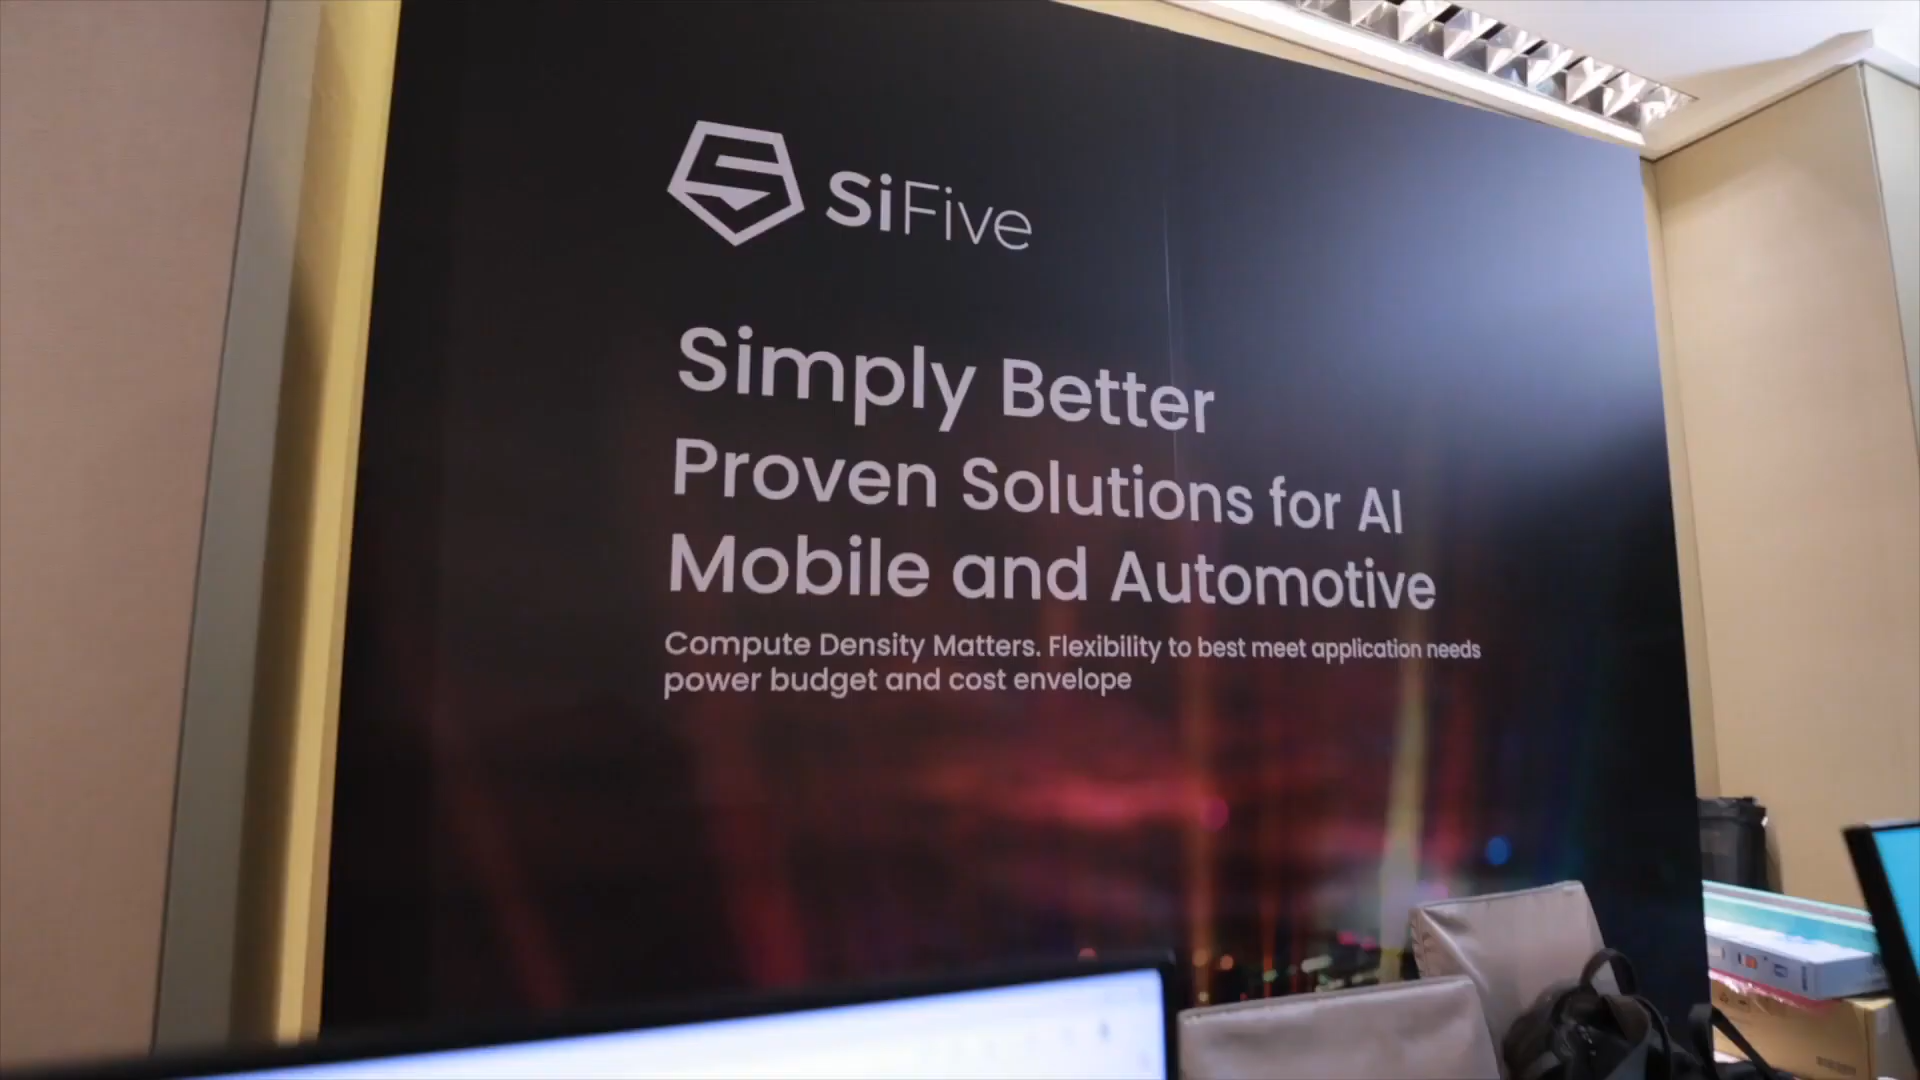 SiFive
Simply Better
Proven Solutions for AI
Mobile and Automotive
Compute Density Matters. Flexibility to best meet application needs
power budget and cost envelope